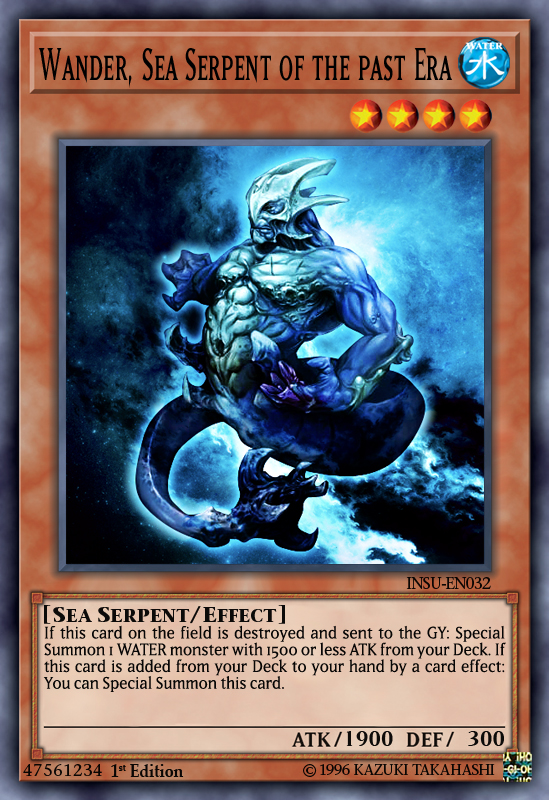 Wander, Sea Serpent of the past Era
WATER
水
INSU-EN032
[Sea Serpent/Effect]
If this card on the field is destroyed and sent to the GY: Special
Summon 1 WATER monster with 1500 or less ATK from your Deck. If
this card is added from your Deck to your hand by a card effect:
You can Special Summon this card.
ATK/1900 DEF/ 300
47561234 1st Edition ©1996 KAZUKI TAKAHASHI